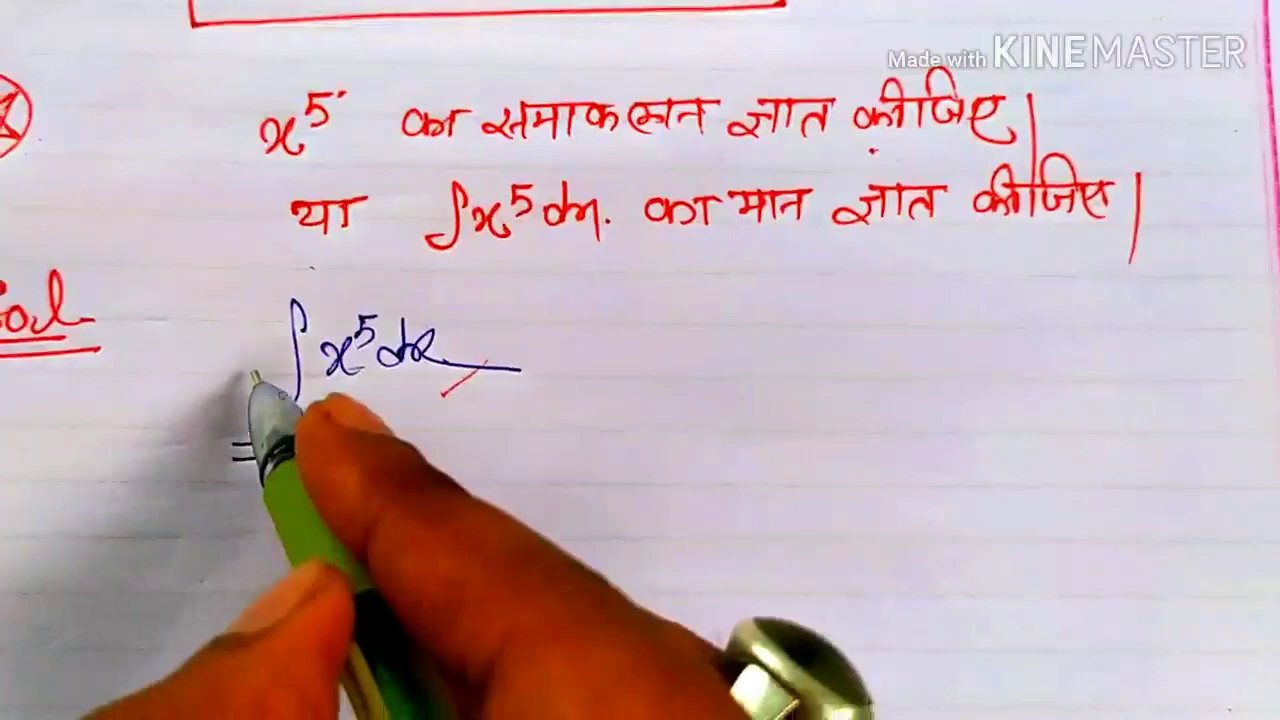 Made with KINEMASTER
x⁵ का समाकलन ज्ञात कीजिए।
या ∫x⁵dx. का मान ज्ञात कीजिए।
Sol
∫x⁵dx
=